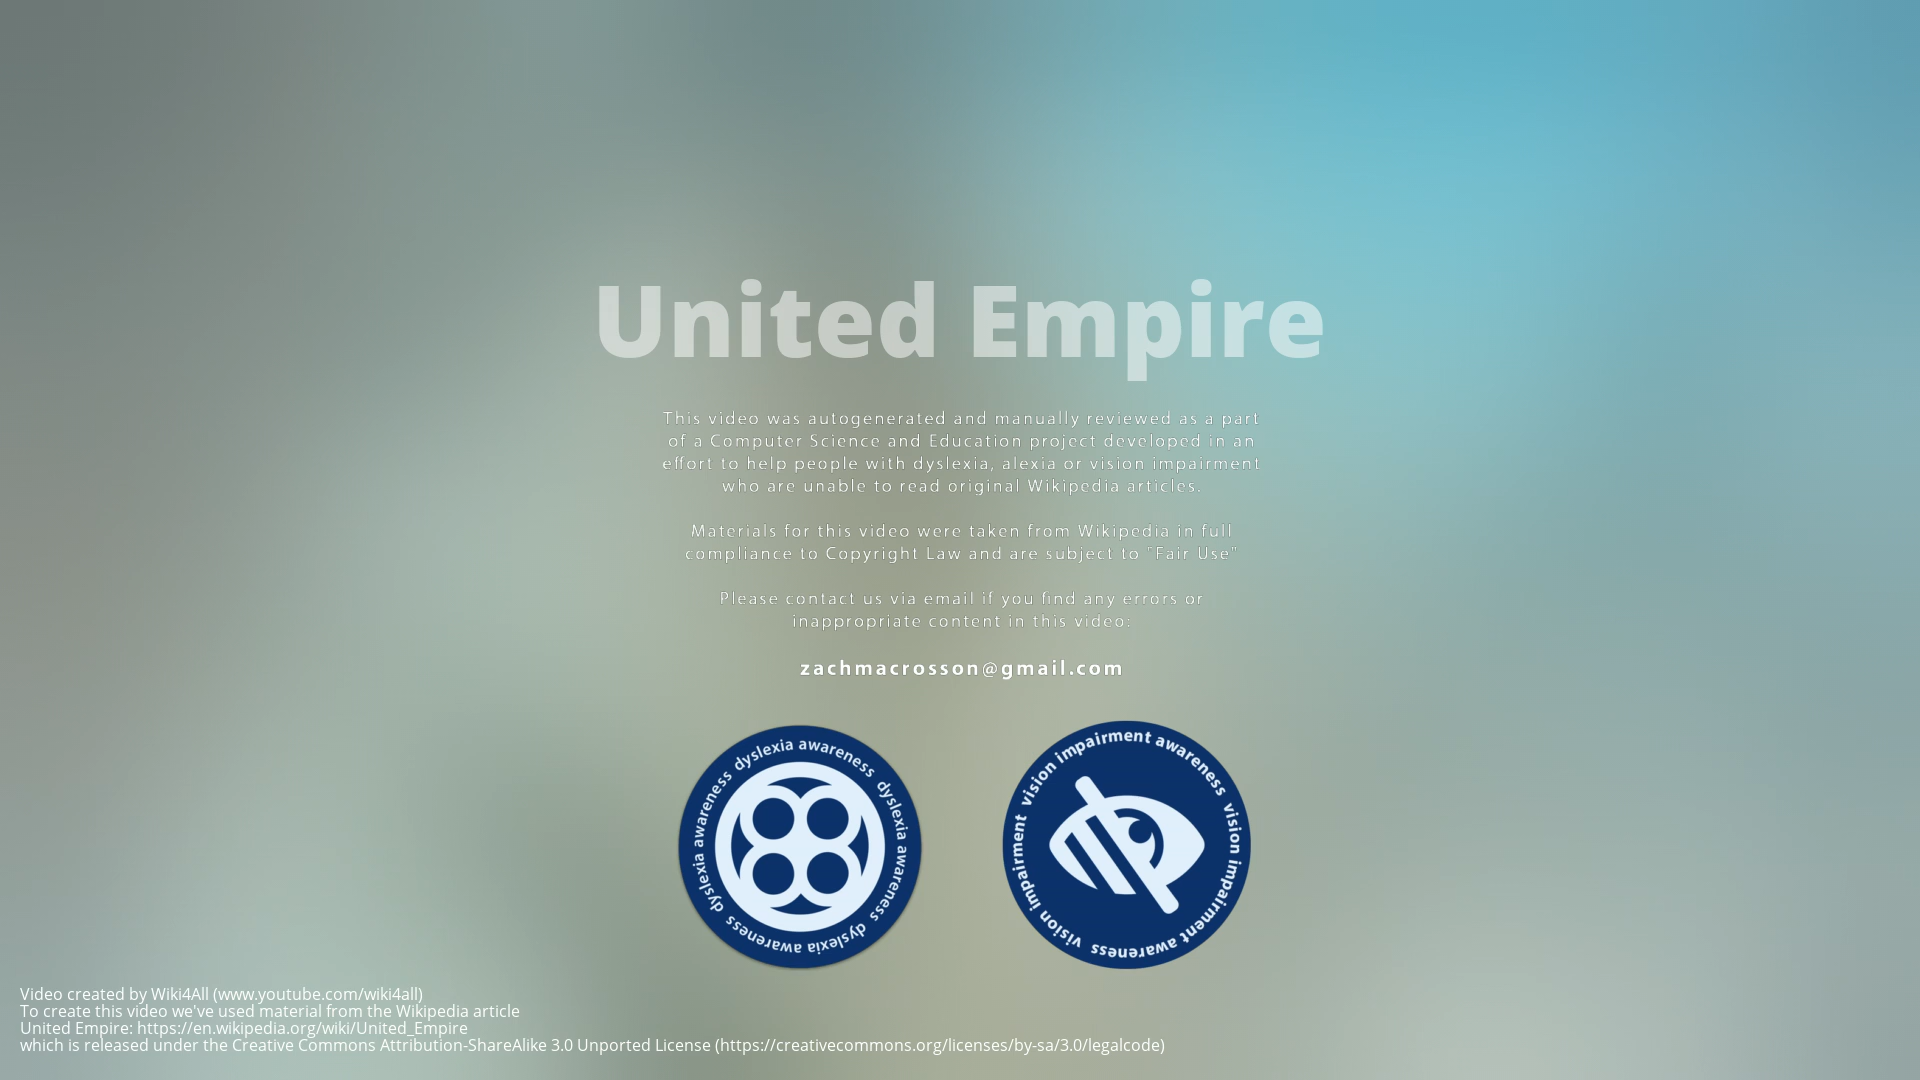 United Empire
This video was autogenerated and manually reviewed as a part
of a Computer Science and Education project developed in an
effort to help people with dyslexia, alexia or vision impairment
who are unable to read original Wikipedia articles.
Materials for this video were taken from Wikipedia in full
compliance to Copyright Law and are subject to "Fair Use"
Please contact us via email if you find any errors or
inappropriate content in this video:
zachmacrosson@gmail.com
dyslexia awareness dyslexia awareness dyslexia awareness dyslexia awareness
vision impairment awareness vision impairment awareness vision impairment
Video created by Wiki4All (www.youtube.com/wiki4all)
To create this video we've used material from the Wikipedia article
United Empire: https://en.wikipedia.org/wiki/United_Empire
which is released under the Creative Commons Attribution-ShareAlike 3.0 Unported License (https://creativecommons.org/licenses/by-sa/3.0/legalcode)